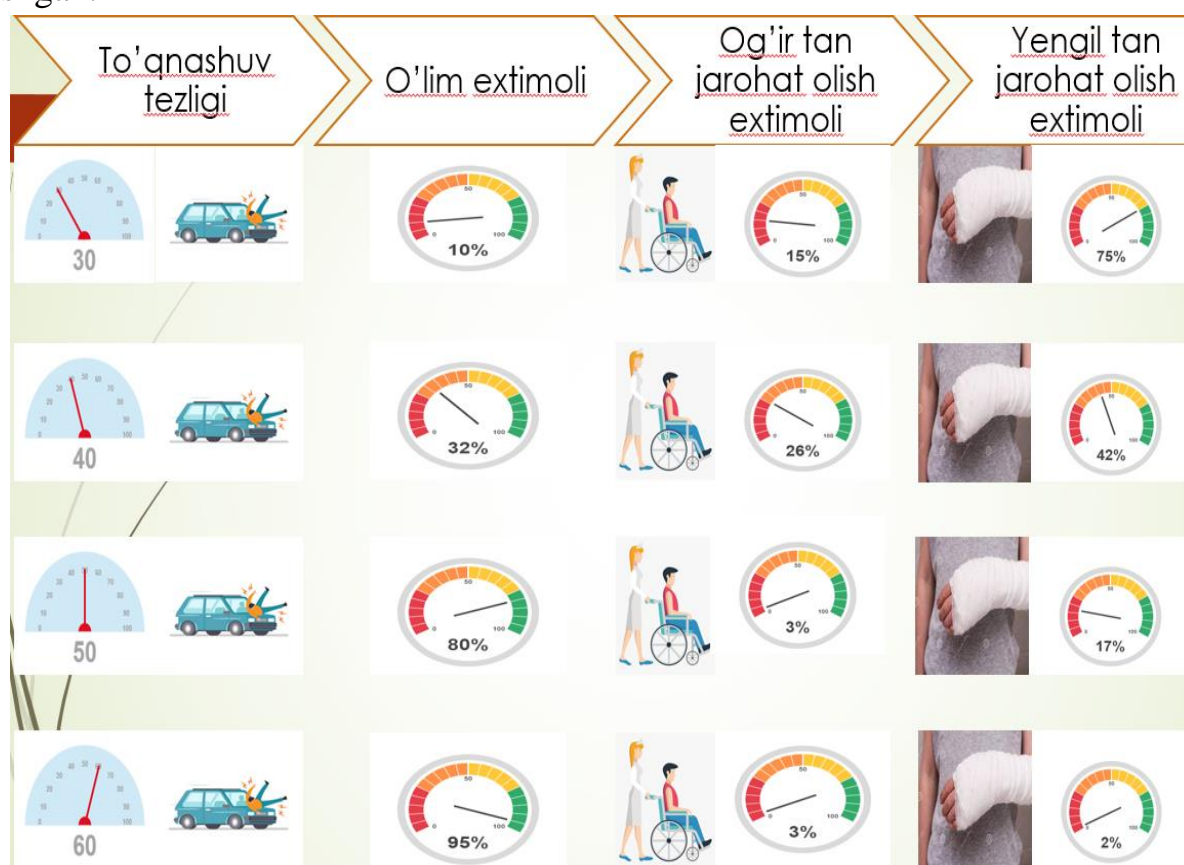 To’qnashuv
tezligi
O’lim extimoli
Og’ir tan
jarohat olish
extimoli
Yengil tan
jarohat olish
extimoli
30
10%
15%
75%
40
32%
26%
42%
50
80%
3%
17%
60
95%
3%
2%